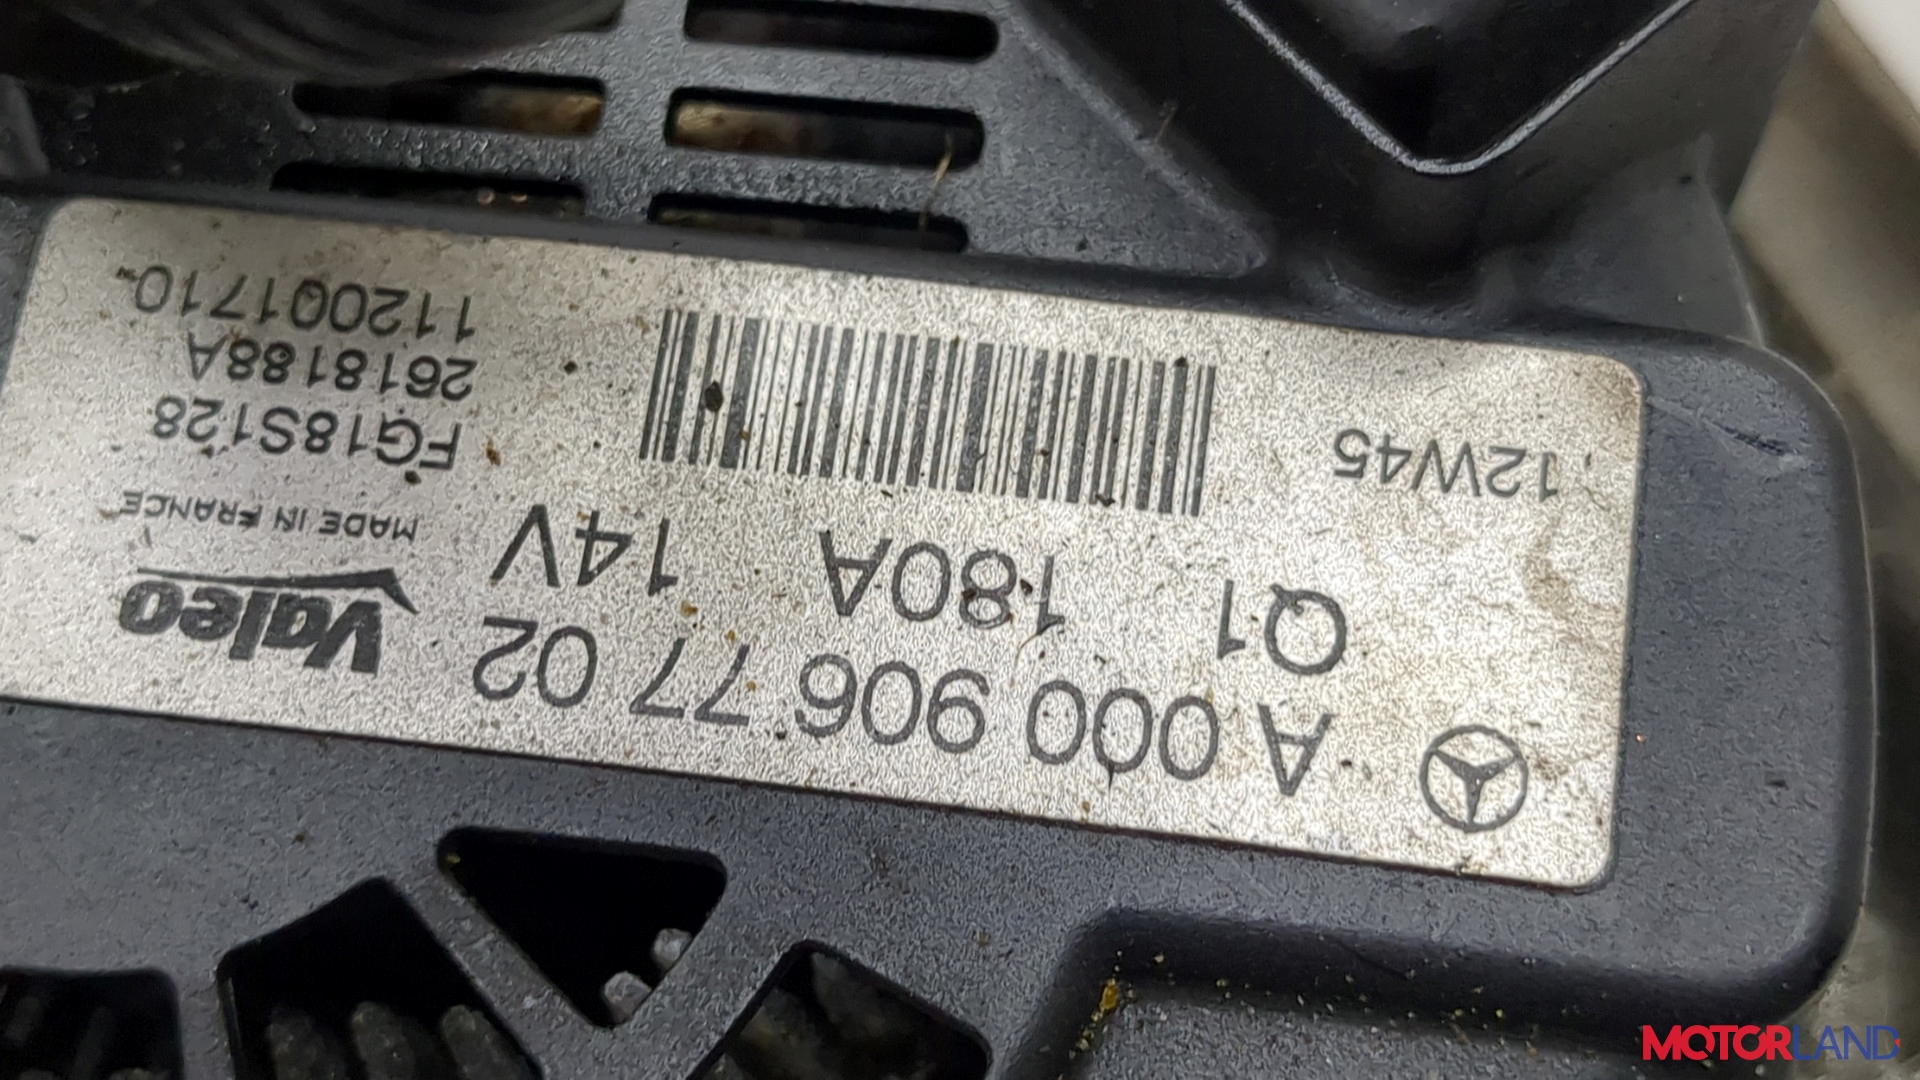 A 000 906 77 02 Valeo
Q1 180A 14V MADE IN FRANCE
12W45 FG18S128
2618188A
112001710
MOTORLAND